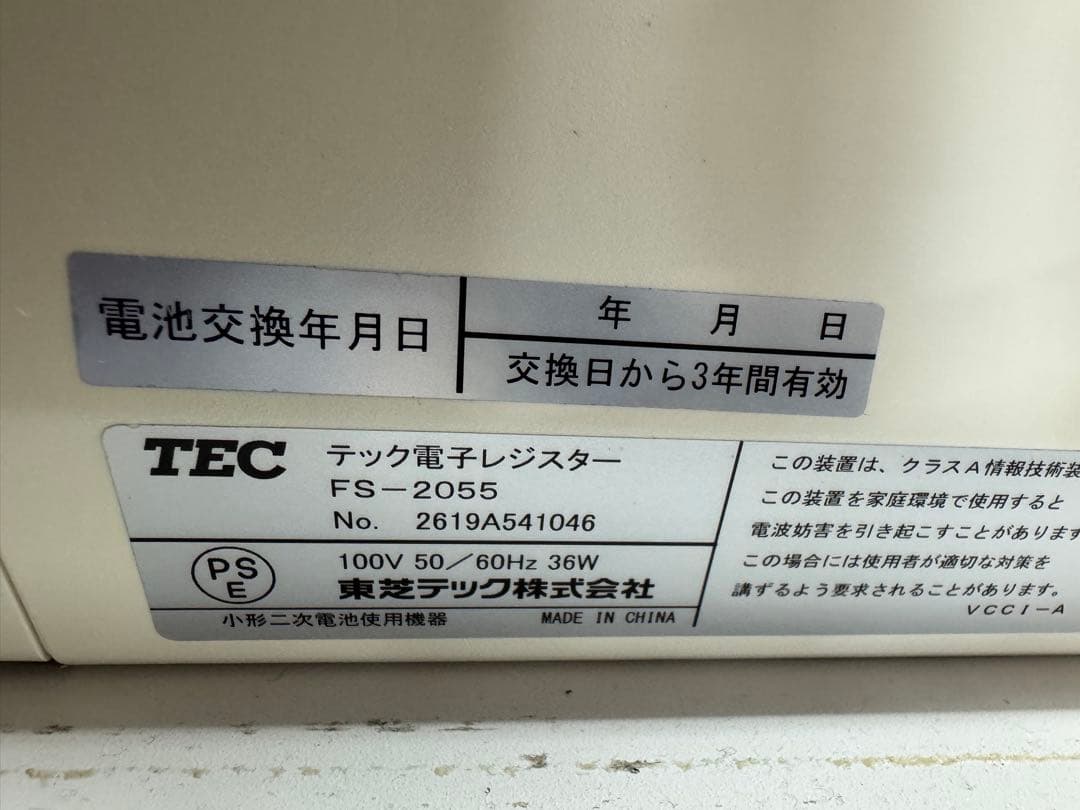 電池交換年月日
年 月 日
交換日から3年間有効
TEC テック電子レジスター
FS-2055
No. 2619A541046
PS
E
100V 50/60Hz 36W
東芝テック株式会社
小形二次電池使用機器 MADE IN CHINA
この装置は、クラスA情報技術装
この装置を家庭環境で使用すると
電波妨害を引き起こすことがあります
この場合には使用者が適切な対策を
講ずるよう要求されることがあります。
VCCI-A